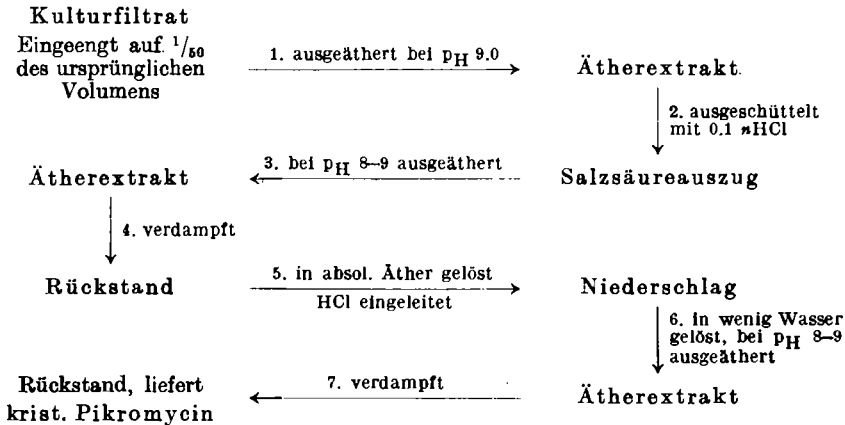 Kulturfiltrat
Eingeengt auf. 1/50
des ursprünglichen
Volumens
1. ausgeäthert bei pH 9.0
Ätherextrakt.
2. ausgeschüttelt
mit 0.1 nHCl
Salzsäureauszug
3. bei pH 8–9 ausgeäthert
Ätherextrakt
4. verdampft
Rückstand
5. in absol. Äther gelöst
HCl eingeleitet
Niederschlag
6. in wenig Wasser
gelöst, bei pH 8–9
ausgeäthert
Ätherextrakt
7. verdampft
Rückstand, liefert
krist. Pikromycin